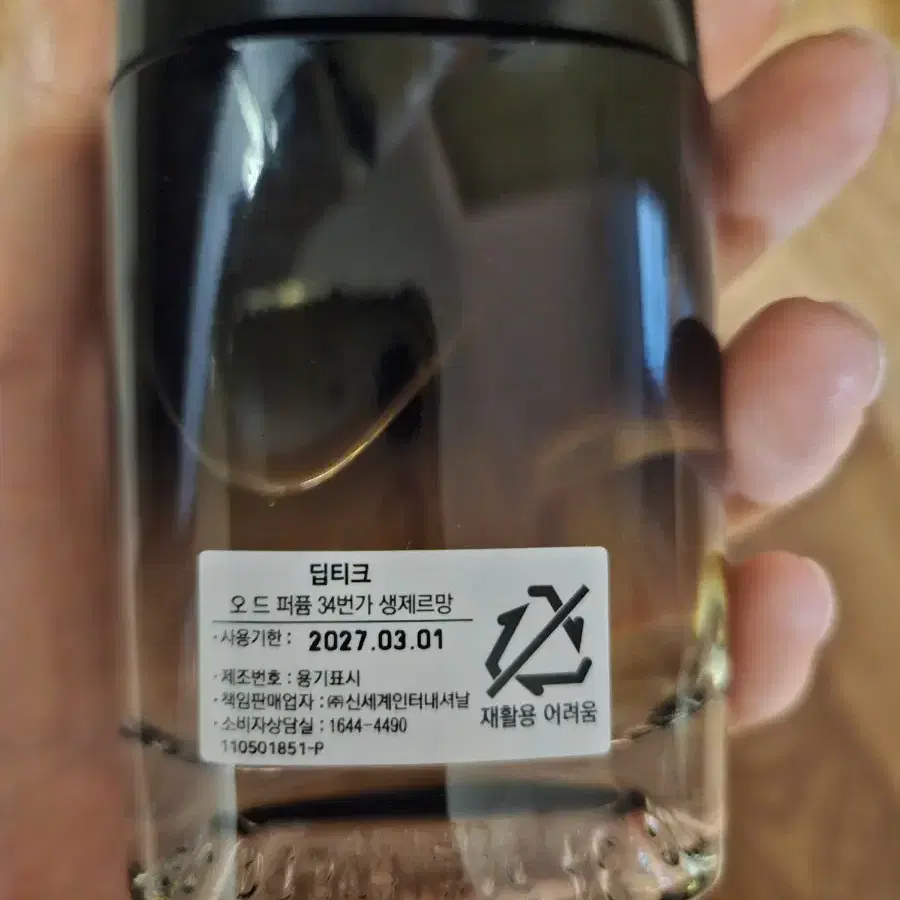 딥티크
오 드 퍼퓸 34번가 생제르망
·사용기한 : 2027.03.01
·제조번호 : 용기표시
·책임판매업자 : ㈜신세계인터내셔날
·소비자상담실 : 1644-4490
110501851-P
재활용 어려움